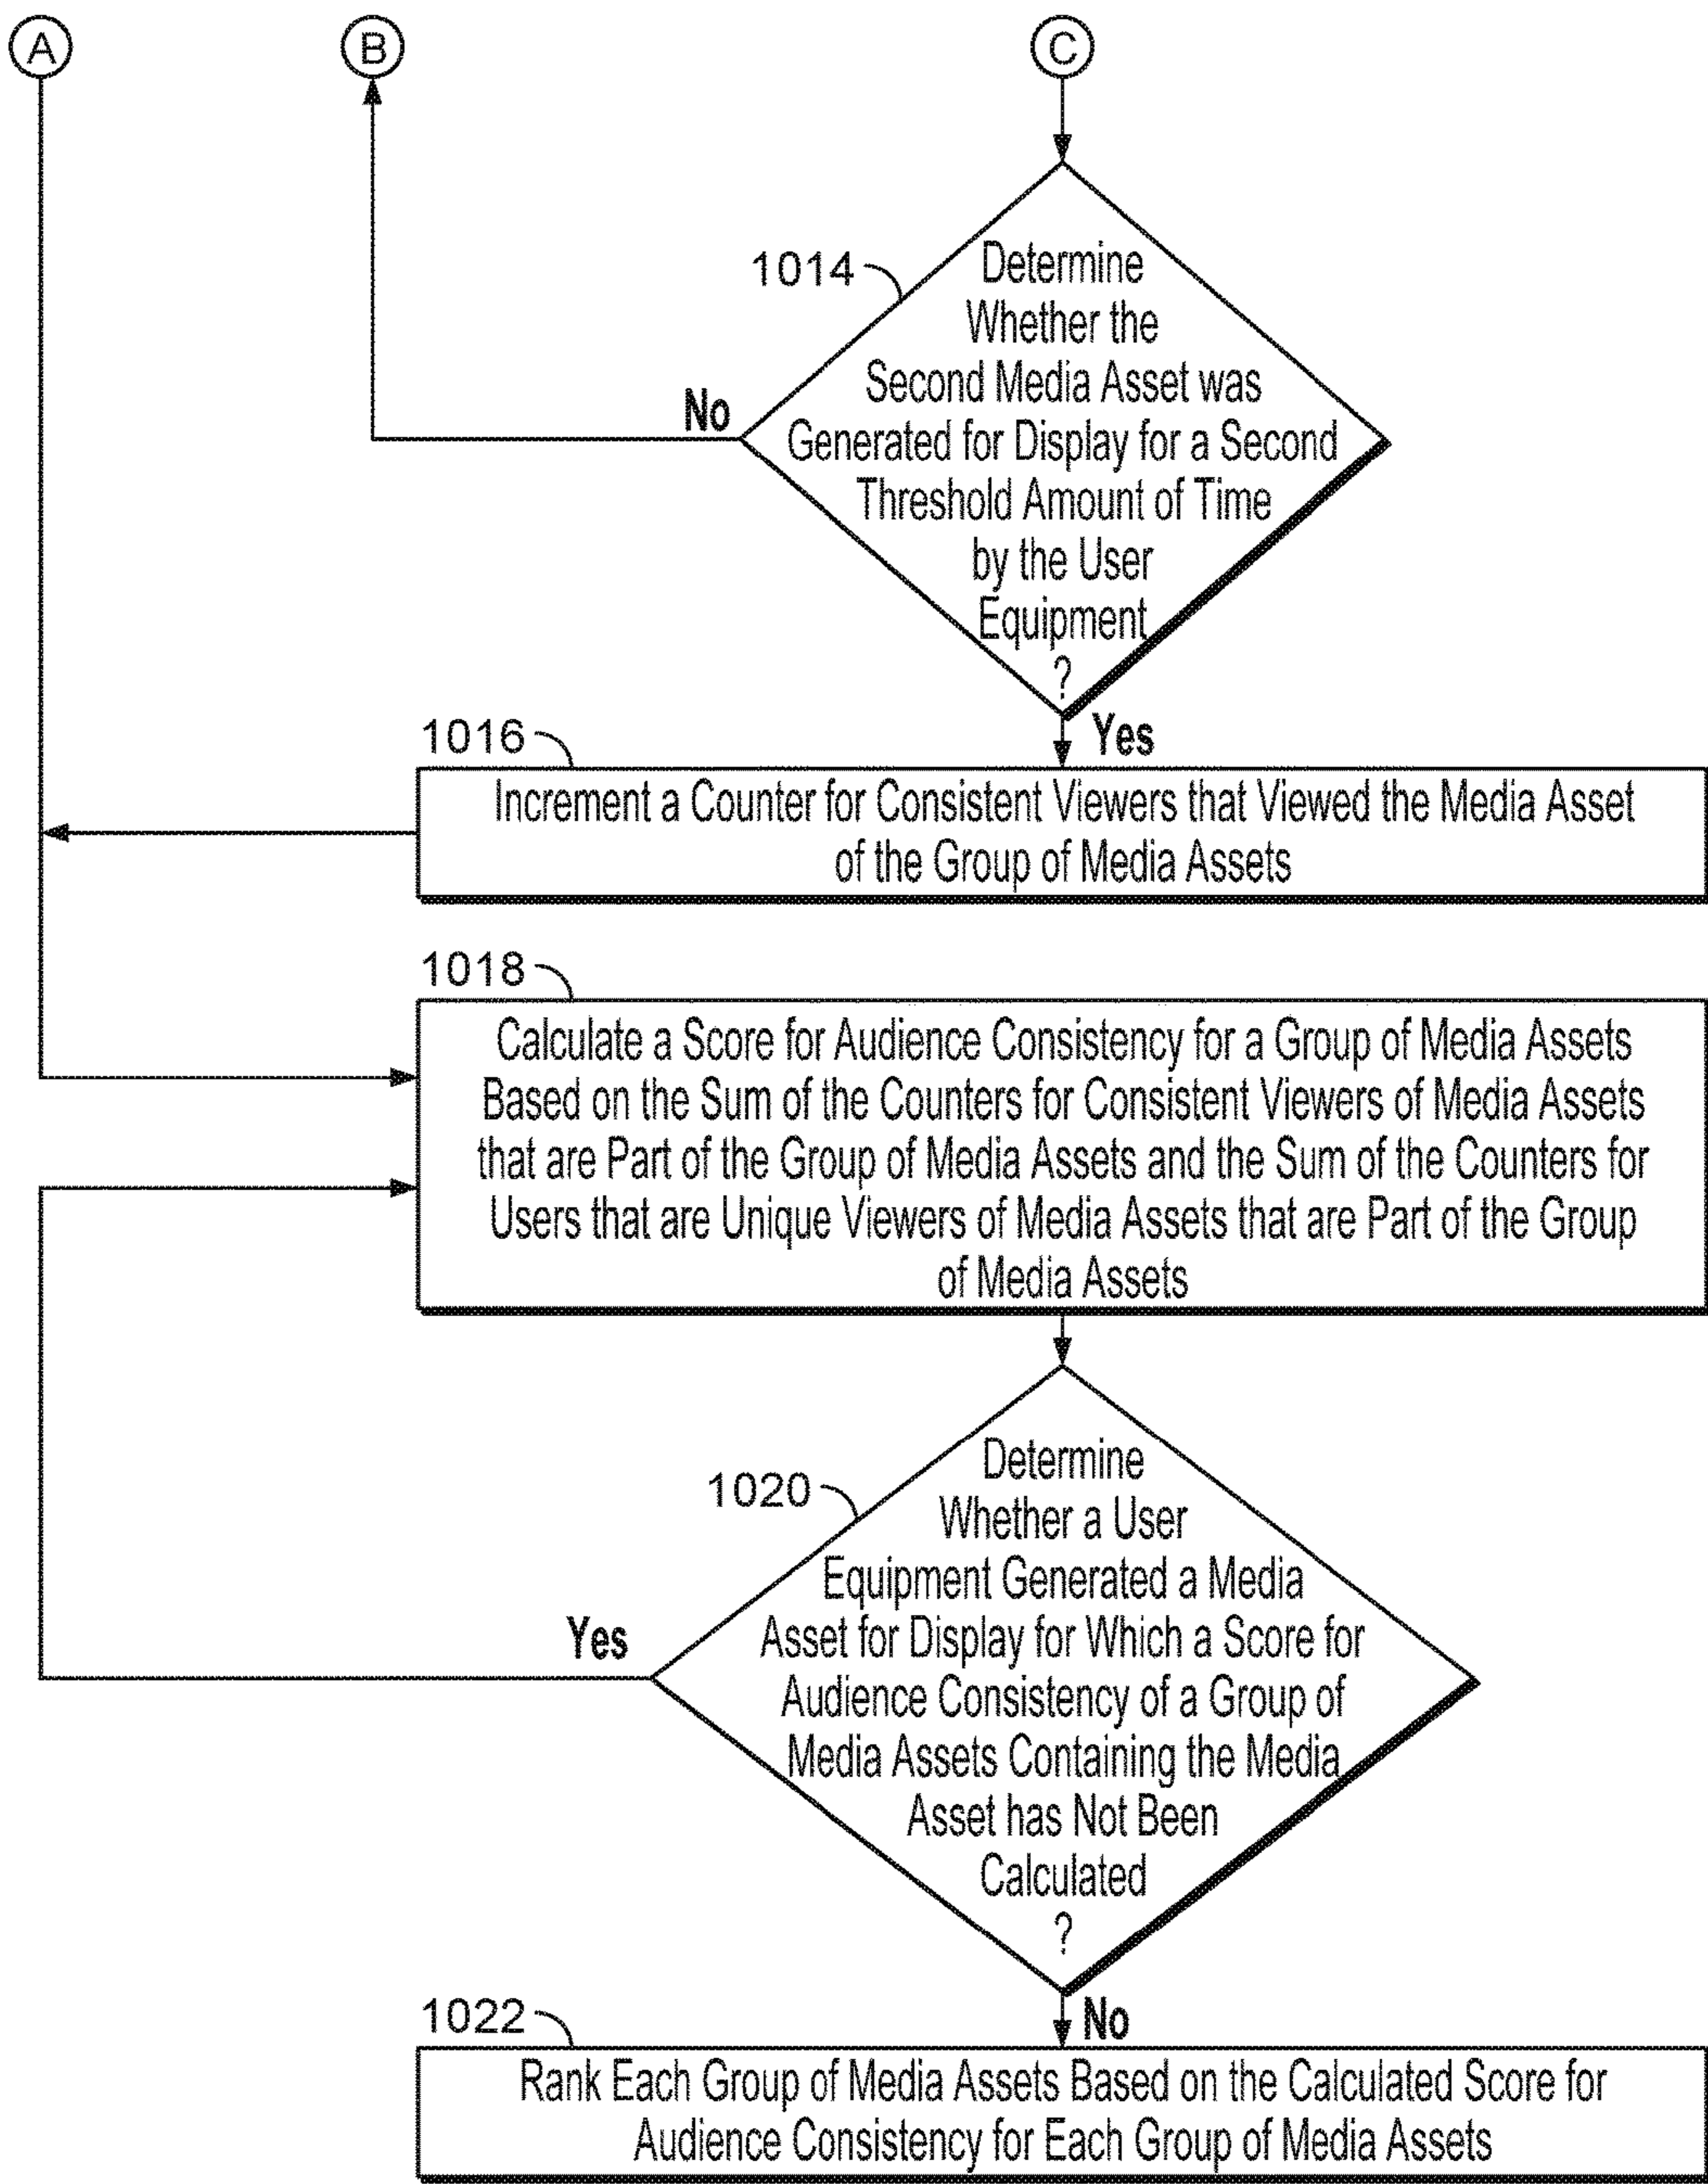 A
B
C
1014
Determine
Whether the
Second Media Asset was
Generated for Display for a Second
Threshold Amount of Time
by the User
Equipment
?
No
Yes
1016
Increment a Counter for Consistent Viewers that Viewed the Media Asset
of the Group of Media Assets
1018
Calculate a Score for Audience Consistency for a Group of Media Assets
Based on the Sum of the Counters for Consistent Viewers of Media Assets
that are Part of the Group of Media Assets and the Sum of the Counters for
Users that are Unique Viewers of Media Assets that are Part of the Group
of Media Assets
1020
Determine
Whether a User
Equipment Generated a Media
Asset for Display for Which a Score for
Audience Consistency of a Group of
Media Assets Containing the Media
Asset has Not Been
Calculated
?
Yes
No
1022
Rank Each Group of Media Assets Based on the Calculated Score for
Audience Consistency for Each Group of Media Assets